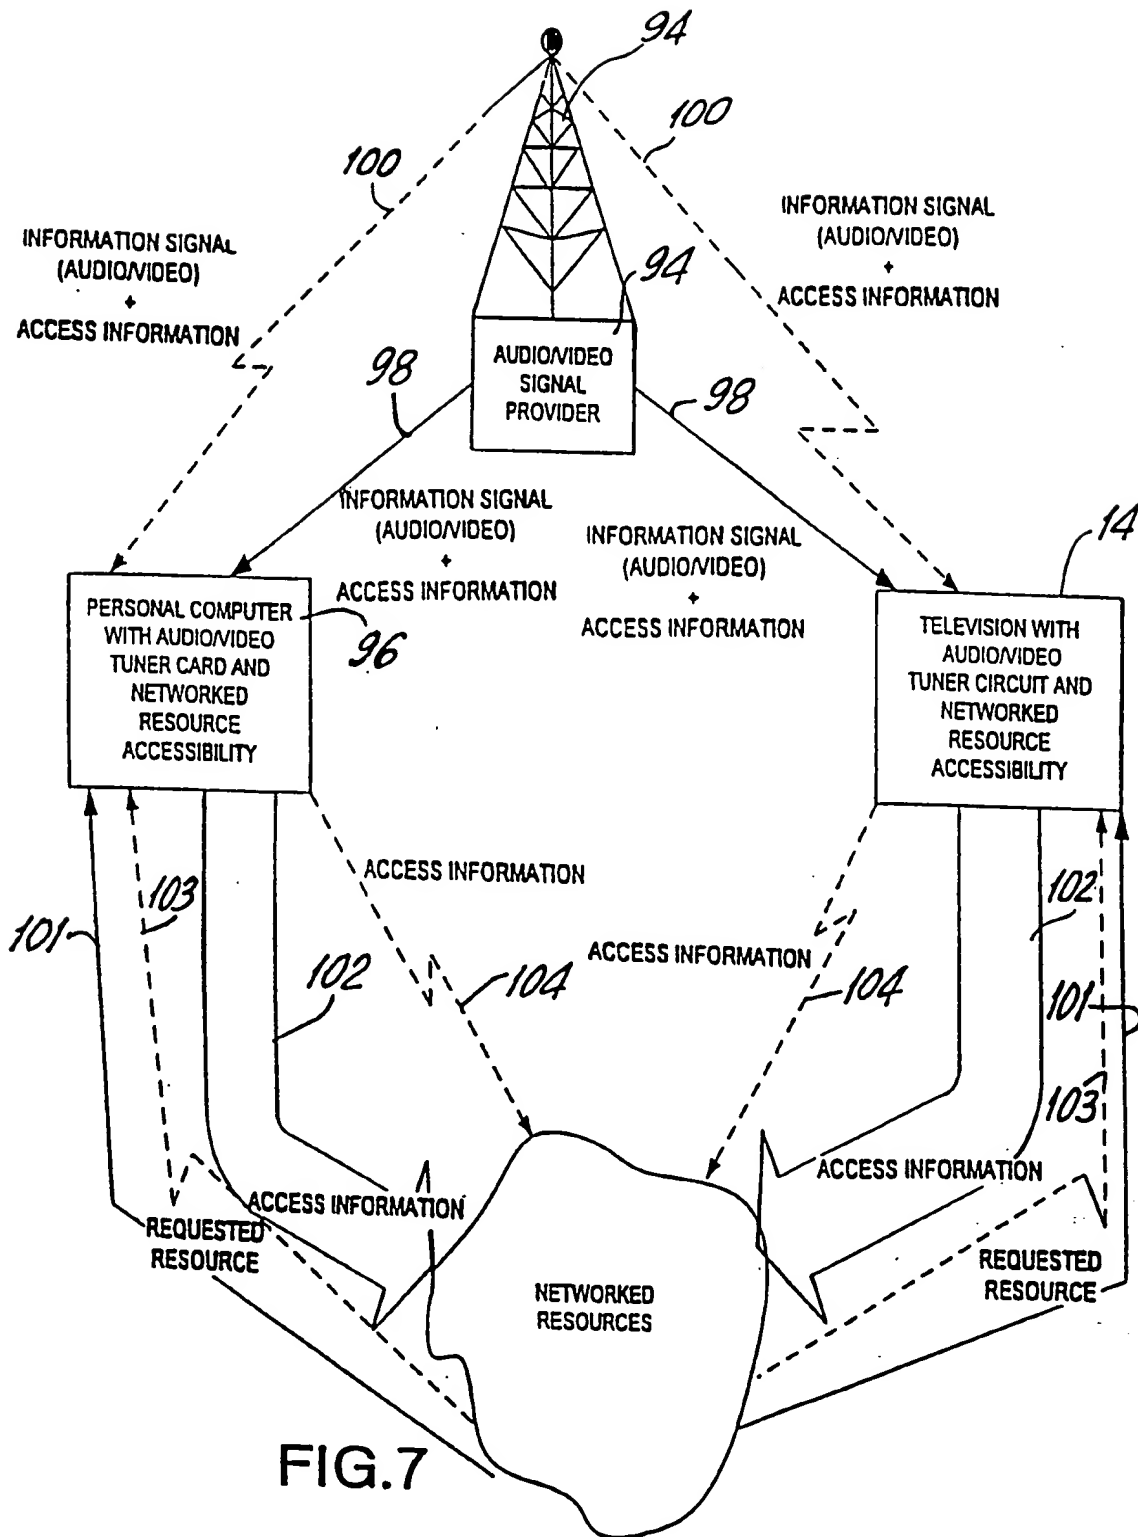 94
100
100
INFORMATION SIGNAL
(AUDIO/VIDEO)
+
ACCESS INFORMATION
INFORMATION SIGNAL
(AUDIO/VIDEO)
+
ACCESS INFORMATION
94
AUDIO/VIDEO
SIGNAL
PROVIDER
98
98
INFORMATION SIGNAL
(AUDIO/VIDEO)
+
ACCESS INFORMATION
INFORMATION SIGNAL
(AUDIO/VIDEO)
+
ACCESS INFORMATION
14
PERSONAL COMPUTER
WITH AUDIO/VIDEO
TUNER CARD AND
NETWORKED
RESOURCE
ACCESSIBILITY
96
TELEVISION WITH
AUDIO/VIDEO
TUNER CIRCUIT AND
NETWORKED
RESOURCE
ACCESSIBILITY
ACCESS INFORMATION
103
101
102
104
ACCESS INFORMATION
104
102
101
103
ACCESS INFORMATION
REQUESTED
RESOURCE
ACCESS INFORMATION
REQUESTED
RESOURCE
NETWORKED
RESOURCES
FIG.7